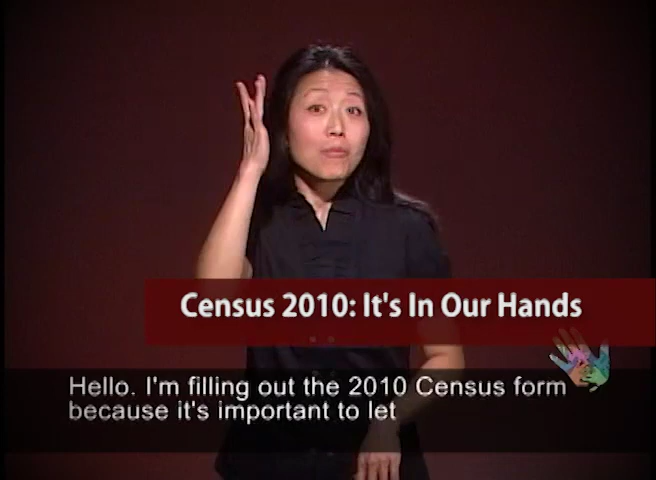 Census 2010: It's In Our Hands
Hello. I'm filling out the 2010 Census form
because it's important to let